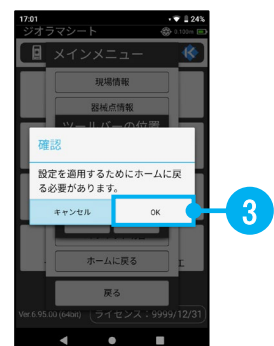 17:01
24%
ジオラマシート
0.100m
メインメニュー
現場情報
器械点情報
ツールバーの位置
確認
設定を適用するためにホームに戻
る必要があります。
キャンセル
OK
3
ホームに戻る
戻る
Ver 6.95.00 (64bit)
ライセンス:9999/12/31